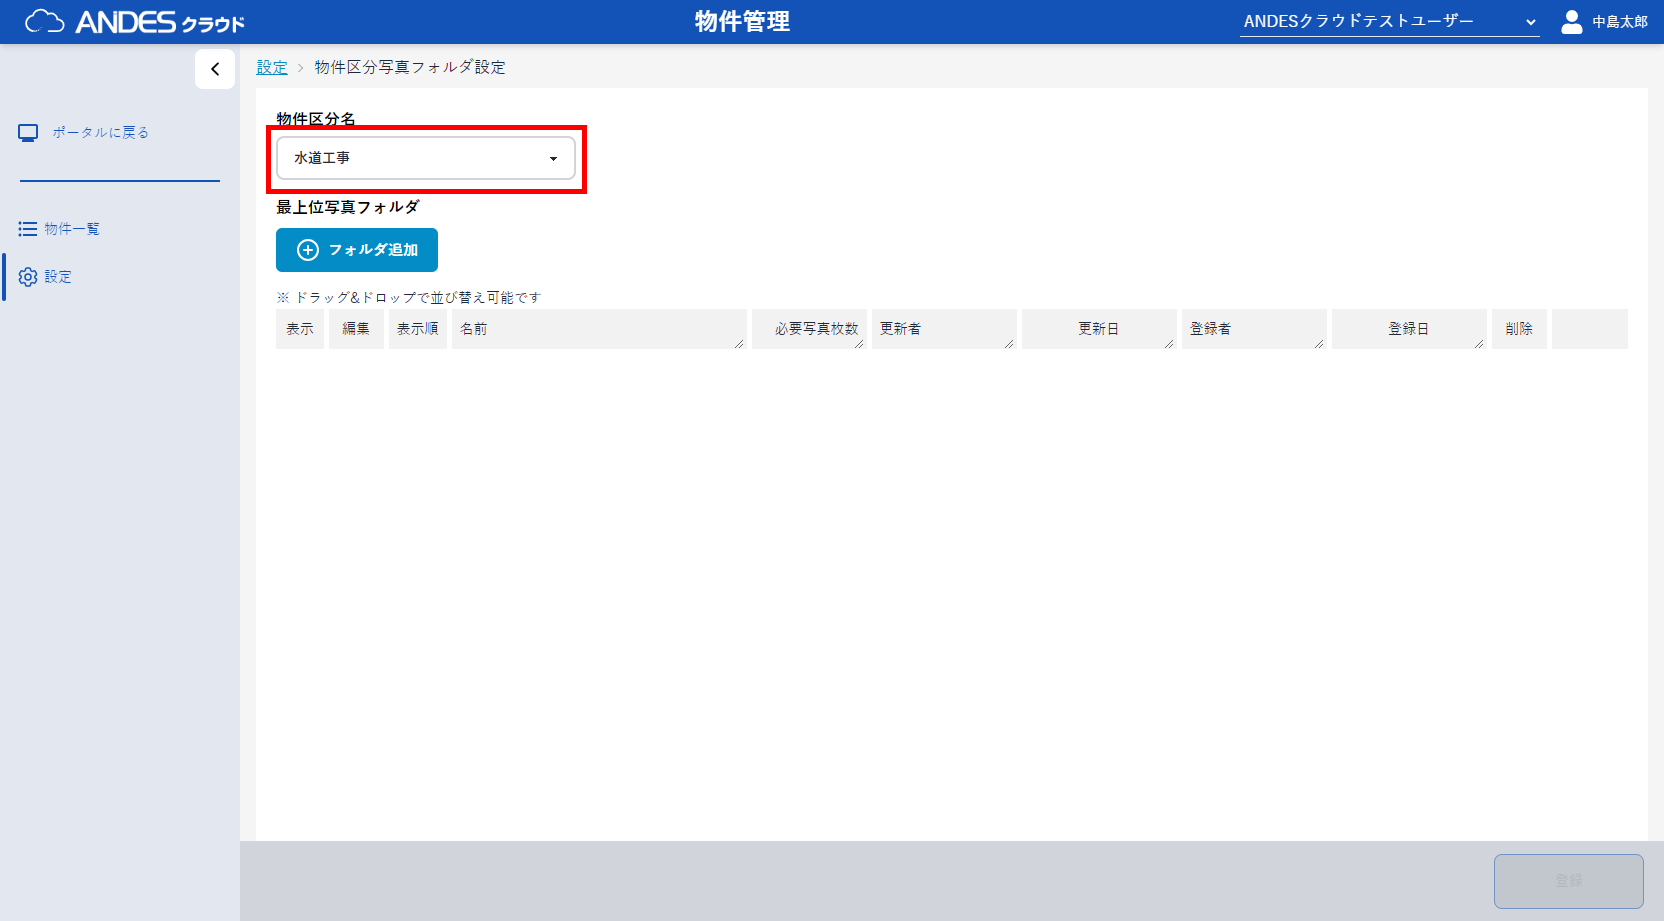 ANDES クラウド
物件管理
ANDESクラウドテストユーザー
中島太郎
ポータルに戻る
物件一覧
設定
設定 > 物件区分写真フォルダ設定
物件区分名
水道工事
最上位写真フォルダ
フォルダ追加
※ ドラッグ&ドロップで並び替え可能です
表示 編集 表示順 名前 必要写真枚数 更新者 更新日 登録者 登録日 削除
登録